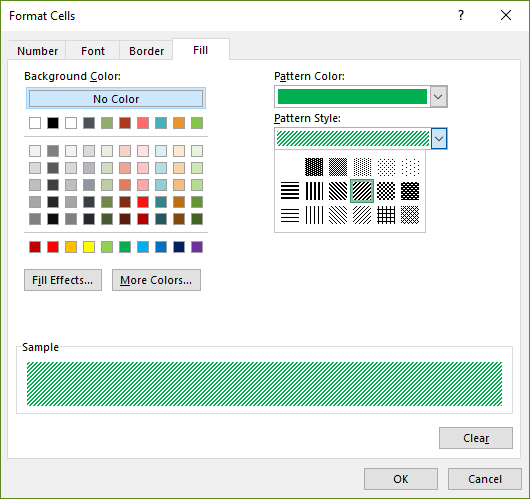 Format Cells
?
Number Font Border Fill
Background Color:
No Color
Pattern Color:
Pattern Style:
Fill Effects...
More Colors...
Sample
Clear
OK
Cancel